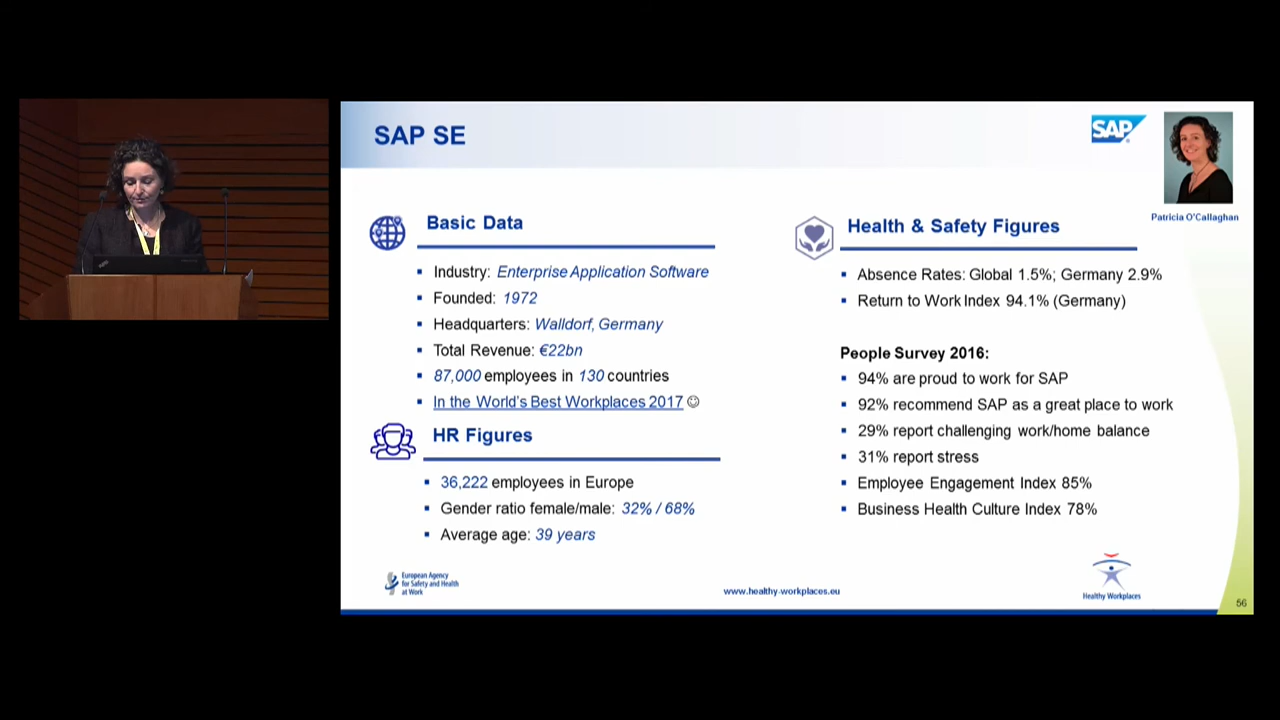 SAP SE
SAP
Patricia O'Callaghan
Basic Data
▪ Industry: Enterprise Application Software
▪ Founded: 1972
▪ Headquarters: Walldorf, Germany
▪ Total Revenue: €22bn
▪ 87,000 employees in 130 countries
▪ In the World's Best Workplaces 2017 ☺
HR Figures
▪ 36,222 employees in Europe
▪ Gender ratio female/male: 32% / 68%
▪ Average age: 39 years
Health & Safety Figures
▪ Absence Rates: Global 1.5%; Germany 2.9%
▪ Return to Work Index 94.1% (Germany)
People Survey 2016:
▪ 94% are proud to work for SAP
▪ 92% recommend SAP as a great place to work
▪ 29% report challenging work/home balance
▪ 31% report stress
▪ Employee Engagement Index 85%
▪ Business Health Culture Index 78%
European Agency
for Safety and Health
at Work
www.healthy-workplaces.eu
Healthy Workplaces
56